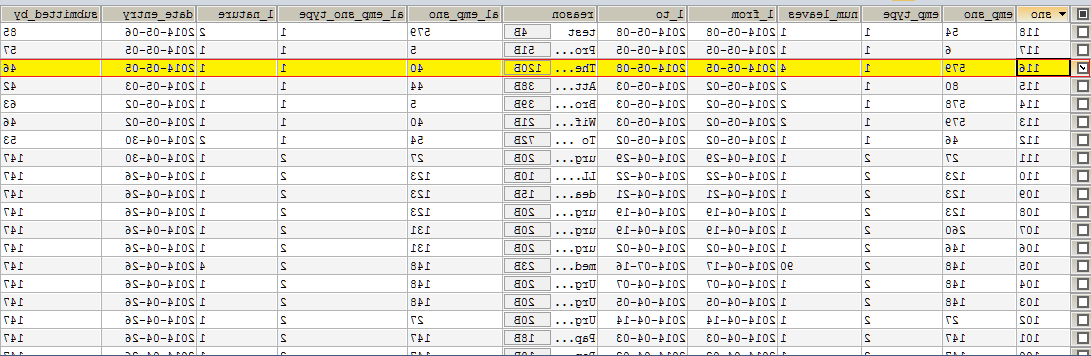 sno emp_sno emp_type num_leaves l_from l_to reason al_emp_sno al_emp_sno_type l_nature date_entry submitted_by
118 54 1 1 2014-05-08 2014-05-08 test 4B 579 1 2 2014-05-06 85
117 6 1 1 2014-05-05 2014-05-05 Pro... 51B 5 1 1 2014-05-05 57
116 579 1 4 2014-05-05 2014-05-08 The... 120B 40 1 1 2014-05-05 46
115 80 1 2 2014-05-02 2014-05-03 Att... 38B 44 1 1 2014-05-03 42
114 578 1 2 2014-05-02 2014-05-03 Bro... 39B 5 1 1 2014-05-02 63
113 579 1 2 2014-05-02 2014-05-03 Wif... 21B 40 1 1 2014-05-02 46
112 46 1 1 2014-05-02 2014-05-02 To ... 72B 54 1 2 2014-04-30 53
111 27 2 1 2014-04-29 2014-04-29 urg... 20B 27 2 1 2014-04-30 147
110 123 2 1 2014-04-22 2014-04-22 LL.... 10B 123 2 1 2014-04-26 147
109 123 2 1 2014-04-21 2014-04-21 dea... 15B 123 2 1 2014-04-26 147
108 123 2 1 2014-04-19 2014-04-19 urg... 20B 123 2 1 2014-04-26 147
107 260 2 1 2014-04-19 2014-04-19 urg... 20B 131 2 1 2014-04-26 147
106 146 2 1 2014-04-02 2014-04-02 urg... 20B 131 2 1 2014-04-26 147
105 148 2 90 2014-04-17 2014-07-16 med... 23B 148 2 4 2014-04-26 147
104 148 2 1 2014-04-07 2014-04-07 Urg... 20B 148 2 1 2014-04-26 147
103 148 2 1 2014-04-05 2014-04-05 Urg... 20B 148 2 1 2014-04-26 147
102 27 2 1 2014-04-14 2014-04-14 Urg... 20B 27 2 1 2014-04-26 147
101 147 2 1 2014-04-03 2014-04-03 Pap... 18B 147 2 1 2014-04-26 147